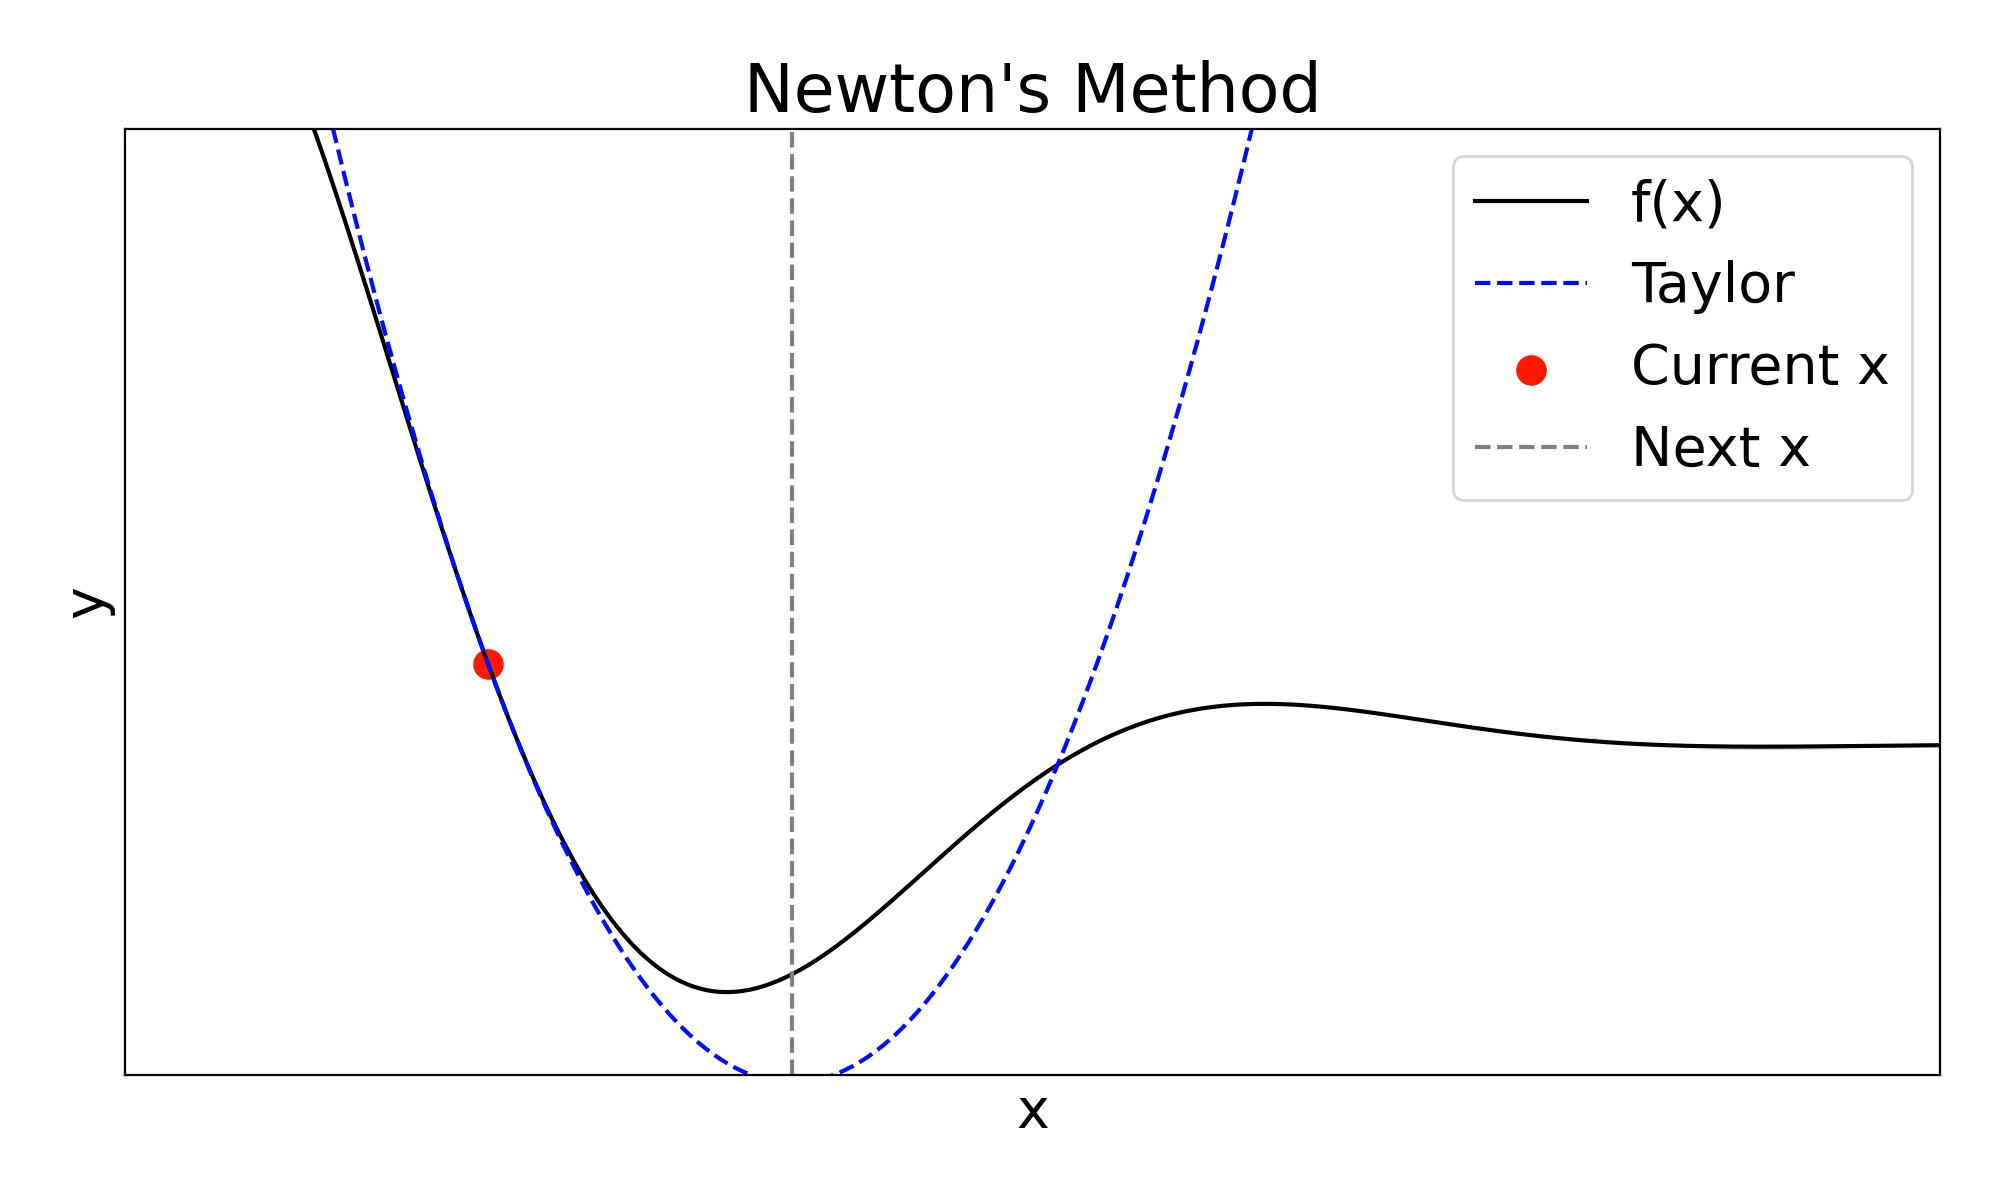 Newton's Method
f(x)
Taylor
Current x
Next x
y
x